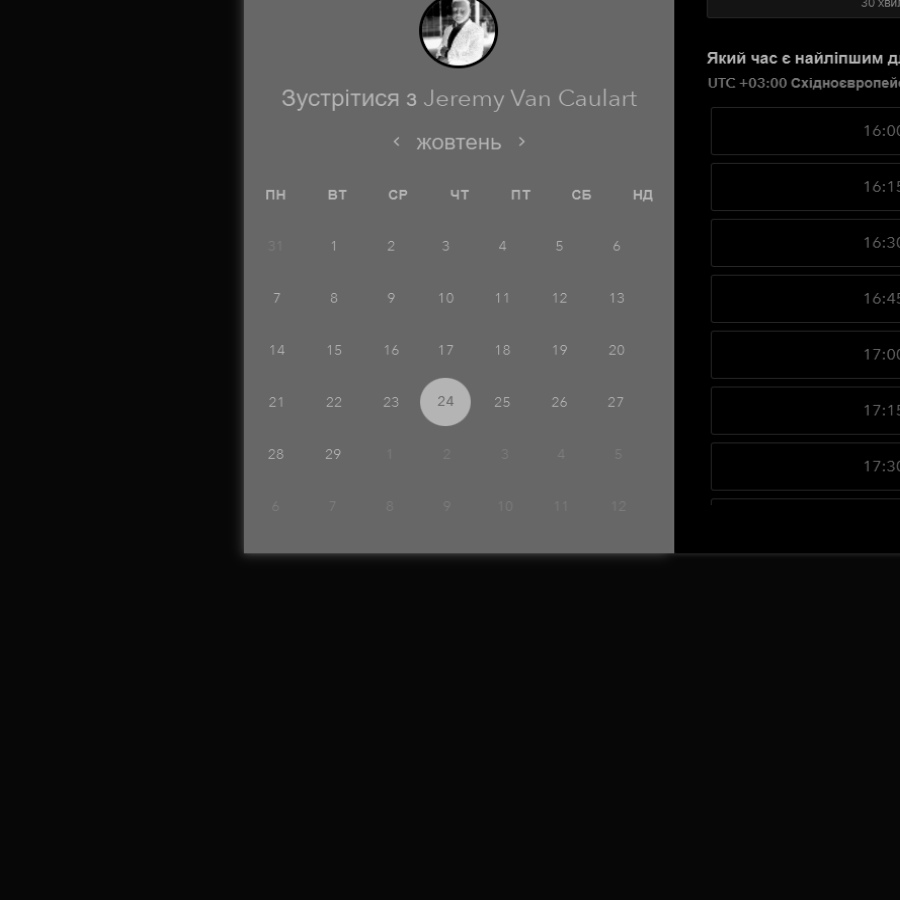 30 хви
Зустрітися з Jeremy Van Caulart
жовтень
ПН ВТ СР ЧТ ПТ СБ НД
31 1 2 3 4 5 6
7 8 9 10 11 12 13
14 15 16 17 18 19 20
21 22 23 24 25 26 27
28 29 1 2 3 4 5
6 7 8 9 10 11 12
Який час є найліпшим д
UTC +03:00 Східноєвропей
16:00
16:15
16:30
16:45
17:00
17:15
17:30